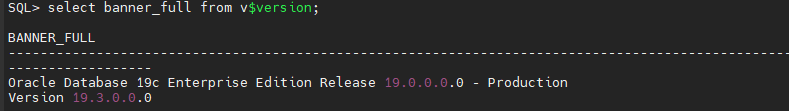 SQL> select banner_full from v$version;
BANNER_FULL
--------------------------------------------------------------------------------
------------------
Oracle Database 19c Enterprise Edition Release 19.0.0.0.0 - Production
Version 19.3.0.0.0